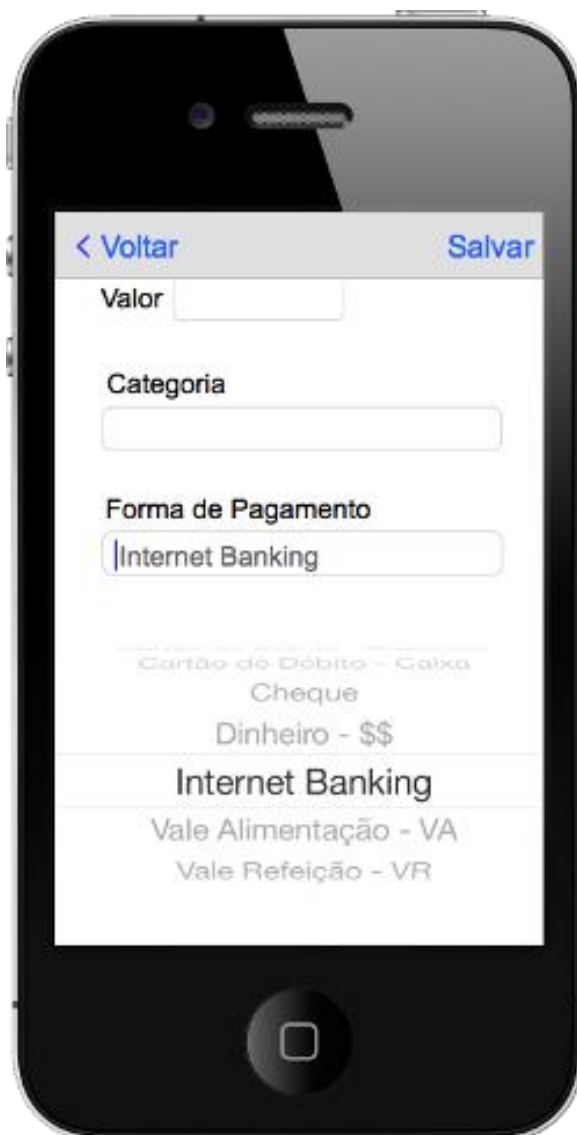 < Voltar Salvar
Valor
Categoria
Forma de Pagamento
Internet Banking
Cartão de Débito - Caixa
Cheque
Dinheiro - $$
Internet Banking
Vale Alimentação - VA
Vale Refeição - VR